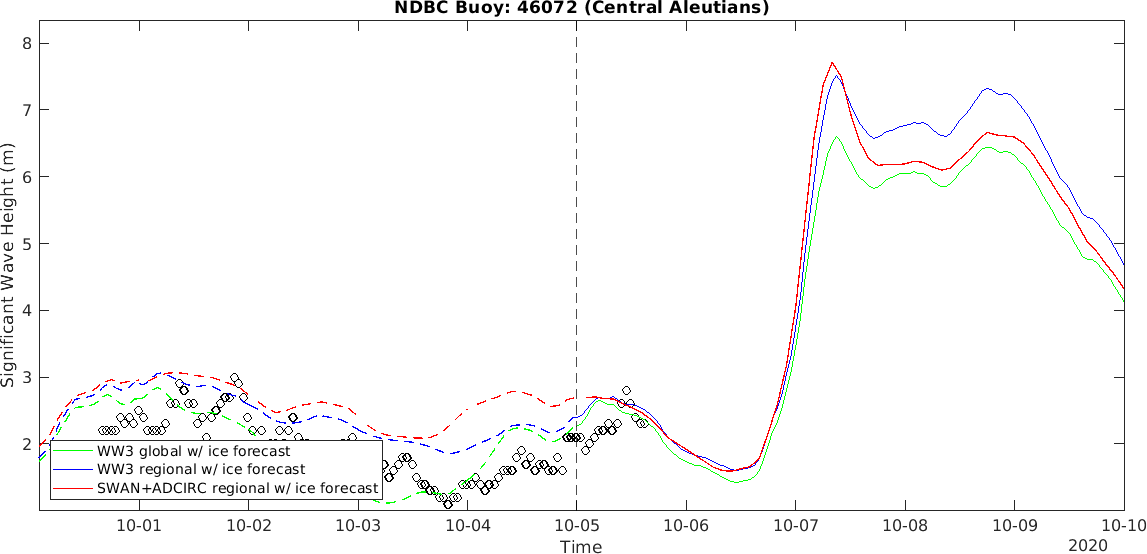 NDBC Buoy: 46072 (Central Aleutians)
Significant Wave Height (m)
8
7
6
5
4
3
2
WW3 global w/ ice forecast
WW3 regional w/ ice forecast
SWAN+ADCIRC regional w/ ice forecast
10-01 10-02 10-03 10-04 10-05 10-06 10-07 10-08 10-09 10-10
Time
2020